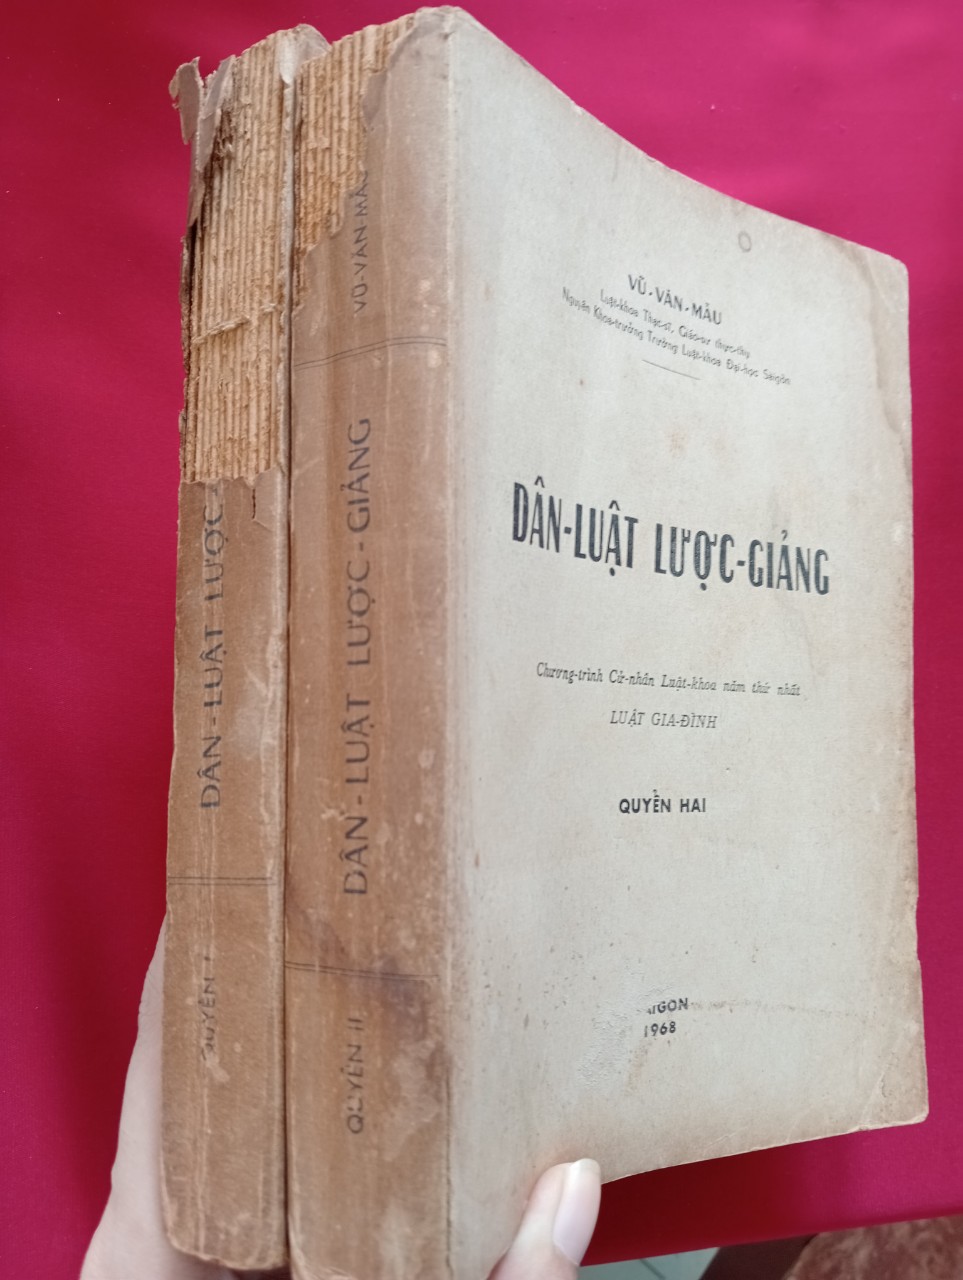 VŨ-VĂN-MẪU
Luật-khoa Thạc-sĩ, Giáo-sư thực-thụ
Nguyên Khoa-trưởng Trường Luật-khoa Đại-học Sàigòn
DÂN-LUẬT LƯỢC-GIẢNG
Chương-trình Cử-nhân Luật-khoa năm thứ nhất
LUẬT GIA-ĐÌNH
QUYỂN HAI
AIGON
1968
VŨ-VĂN-MẪU
DÂN-LUẬT LƯỢC-GIẢNG
QUYỂN II
DÂN-LUẬT LƯỢC
QUYỂN I